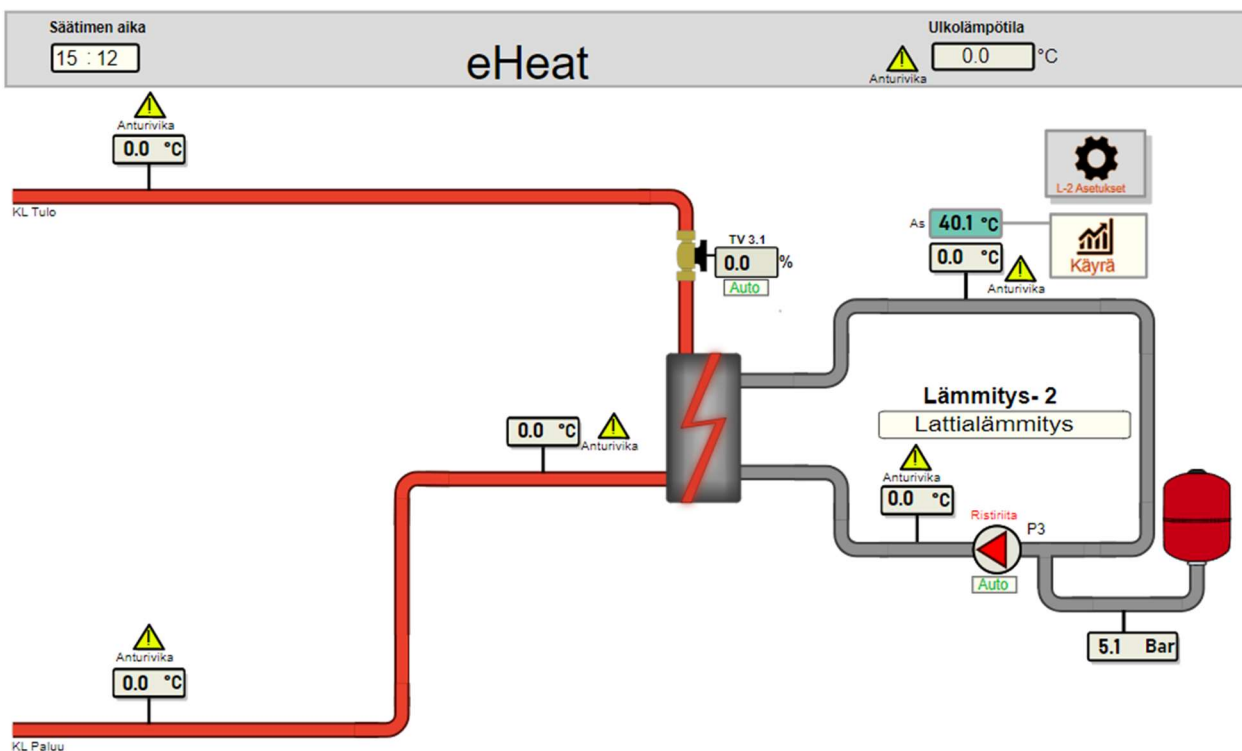 Säätimen aika
15 : 12
eHeat
Ulkolämpötila
0.0 °C
Anturivika
Anturivika
0.0 °C
KL Tulo
L-2 Asetukset
As 40.1 °C
Käyrä
0.0 °C
Anturivika
TV 3.1
0.0 %
Auto
Lämmitys- 2
Lattialämmitys
0.0 °C
Anturivika
Anturivika
0.0 °C
Ristiriita
P3
Auto
5.1 Bar
Anturivika
0.0 °C
KL Paluu